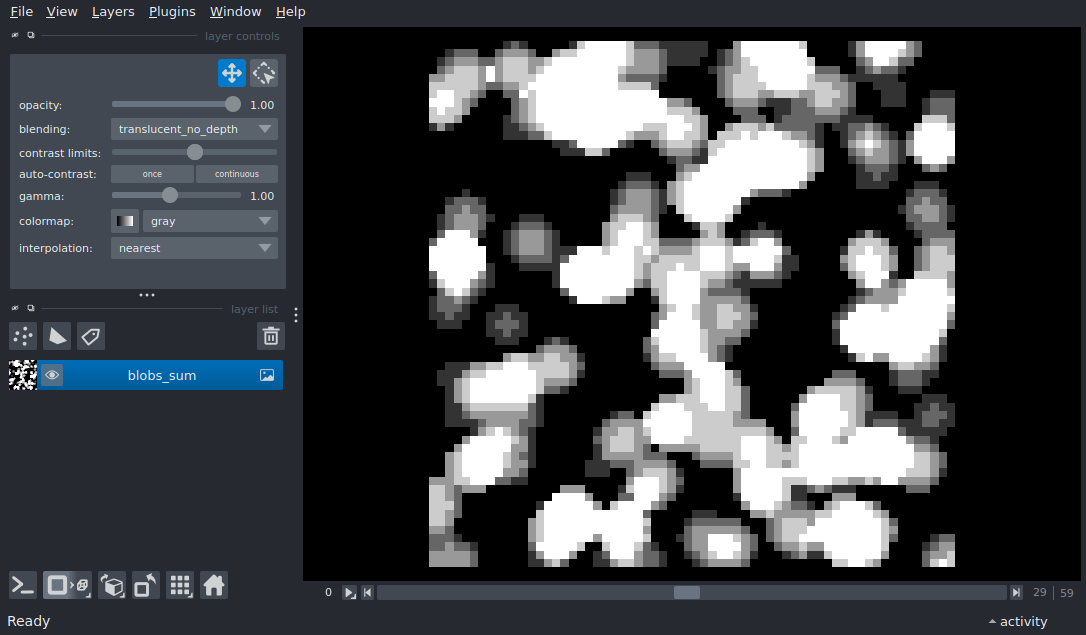 File View Layers Plugins Window Help
layer controls
opacity: 1.00
blending: translucent_no_depth
contrast limits:
auto-contrast: once continuous
gamma: 1.00
colormap: gray
interpolation: nearest
layer list
blobs_sum
0 29 | 59
Ready activity